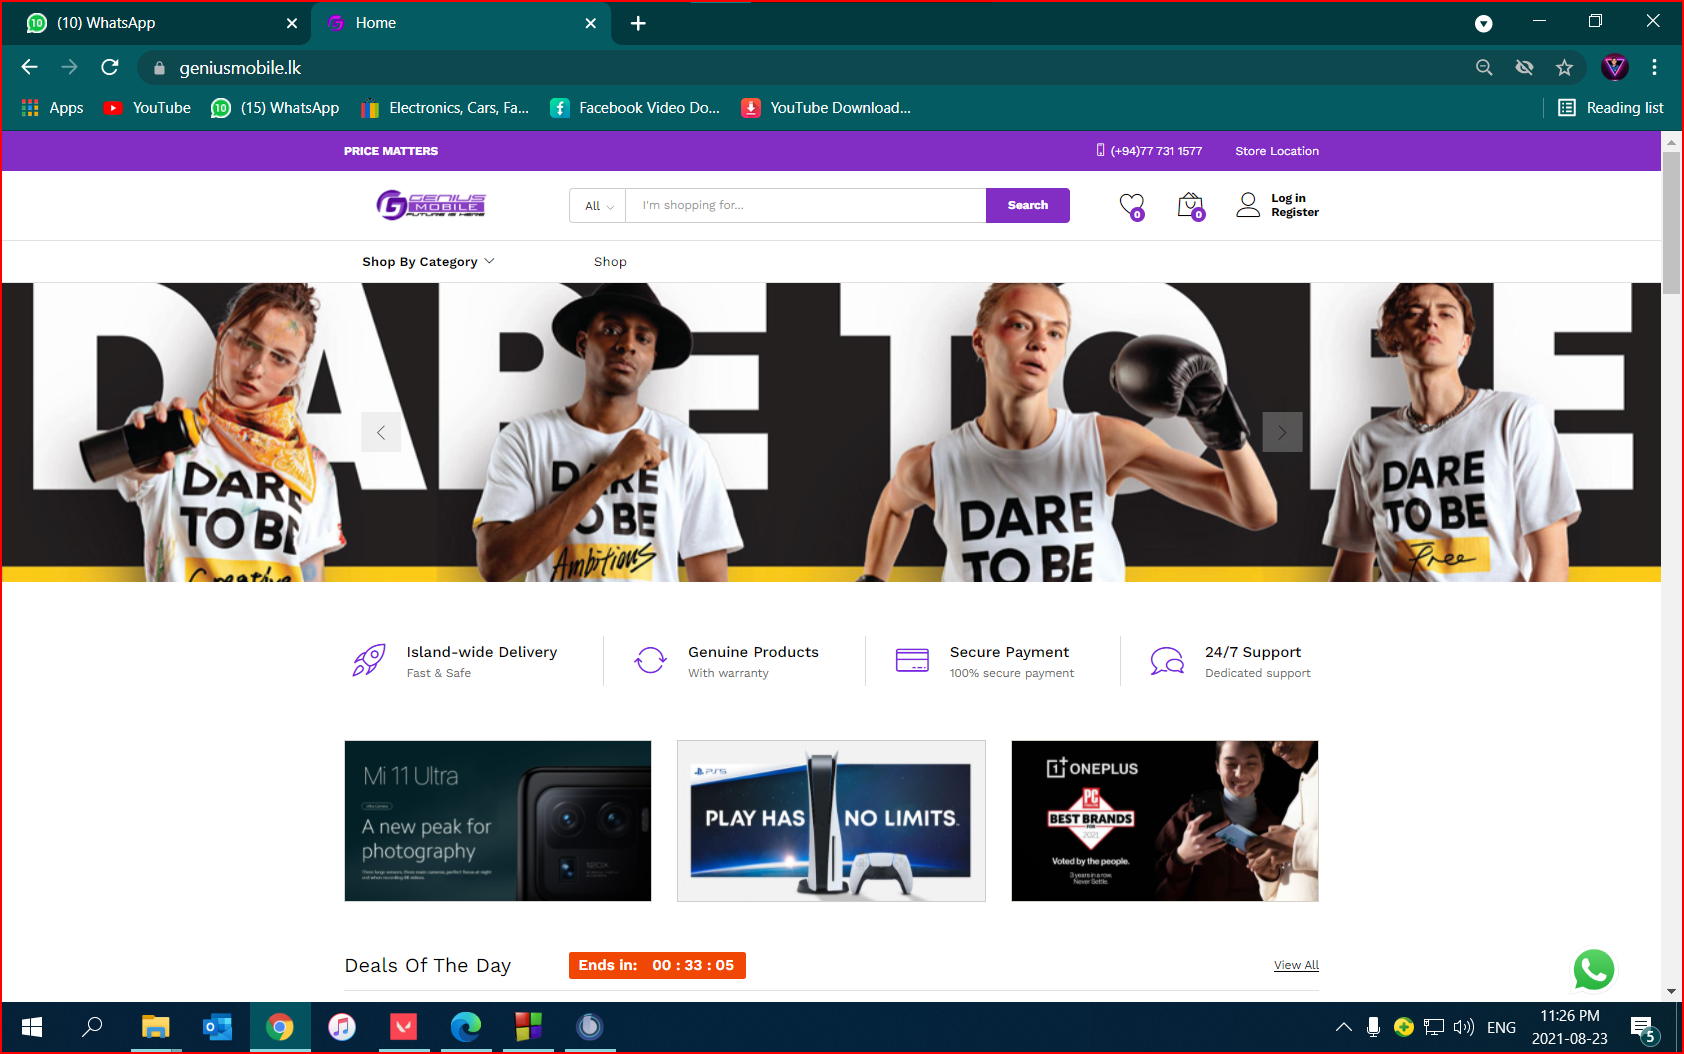 (10) WhatsApp
Home
geniusmobile.lk
Apps
YouTube
(15) WhatsApp
Electronics, Cars, Fa...
Facebook Video Do...
YouTube Download...
Reading list
PRICE MATTERS
(+94)77 731 1577
Store Location
GENIUS
MOBILE
FUTURE IS HERE
All
I'm shopping for...
Search
0
0
Log in
Register
Shop By Category
Shop
DARE TO BE
DARE
TO BE
Creative
DARE
TO BE
Ambitious
DARE
TO BE
DARE
TO BE
Free
Island-wide Delivery
Fast & Safe
Genuine Products
With warranty
Secure Payment
100% secure payment
24/7 Support
Dedicated support
Mi 11 Ultra
A new peak for
photography
120X
PS5
PLAY HAS NO LIMITS.
ONEPLUS
PC
BEST BRANDS
FOR
2021
Voted by the people.
3 years in a row.
Never Settle.
Deals Of The Day
Ends in: 00 : 33 : 05
View All
ENG
11:26 PM
2021-08-23
5